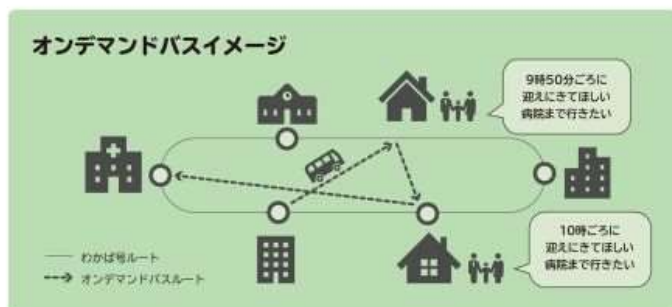 オンデマンドバスイメージ
9時50分ごろに
迎えにきてほしい
病院まで行きたい
10時ごろに
迎えにきてほしい
病院まで行きたい
わかば号ルート
オンデマンドバスルート